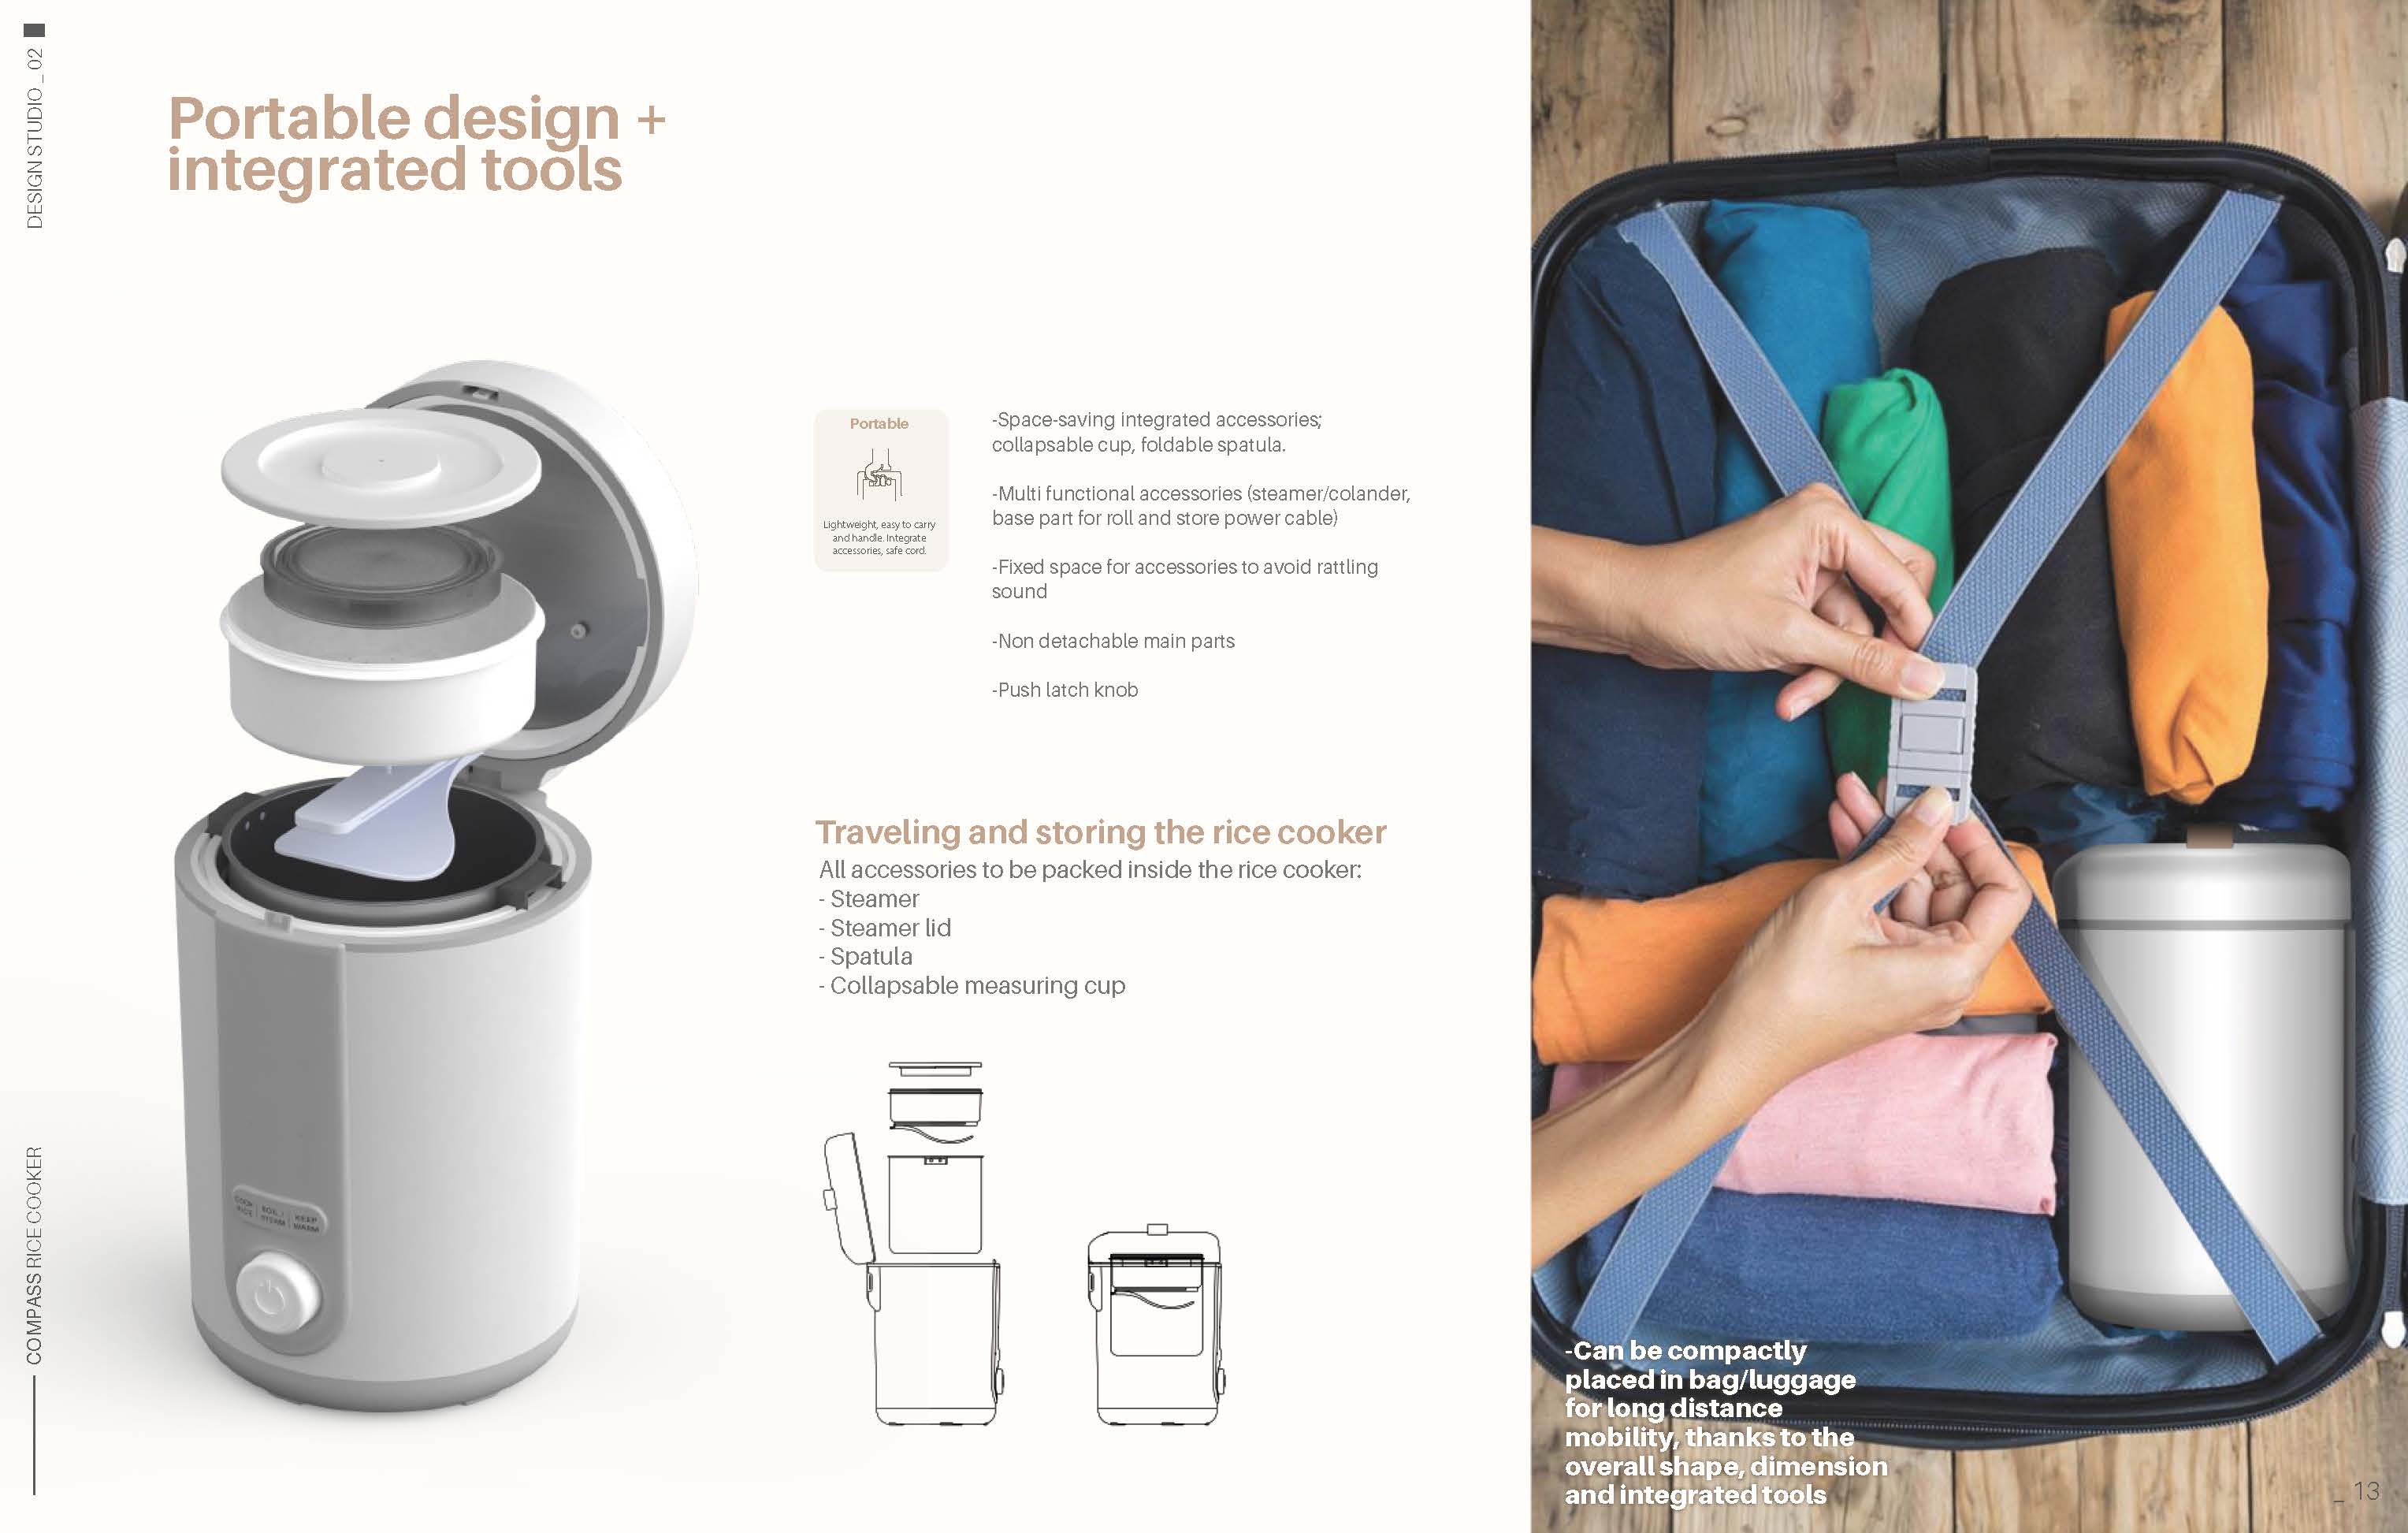 DESIGN STUDIO _ 02
Portable design +
integrated tools
Portable
Lightweight, easy to carry
and handle. Integrate
accessories, safe cord.
-Space-saving integrated accessories;
collapsable cup, foldable spatula.
-Multi functional accessories (steamer/colander,
base part for roll and store power cable)
-Fixed space for accessories to avoid rattling
sound
-Non detachable main parts
-Push latch knob
Traveling and storing the rice cooker
All accessories to be packed inside the rice cooker:
- Steamer
- Steamer lid
- Spatula
- Collapsable measuring cup
COOK
RICE
BOIL /
STEAM
KEEP
WARM
COMPASS RICE COOKER
-Can be compactly
placed in bag/luggage
for long distance
mobility, thanks to the
overall shape, dimension
and integrated tools
_ 13